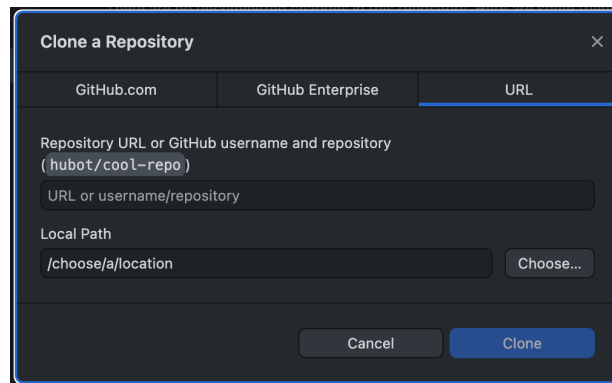 Clone a Repository
GitHub.com
GitHub Enterprise
URL
Repository URL or GitHub username and repository
(hubot/cool-repo)
URL or username/repository
Local Path
/choose/a/location
Choose...
Cancel
Clone